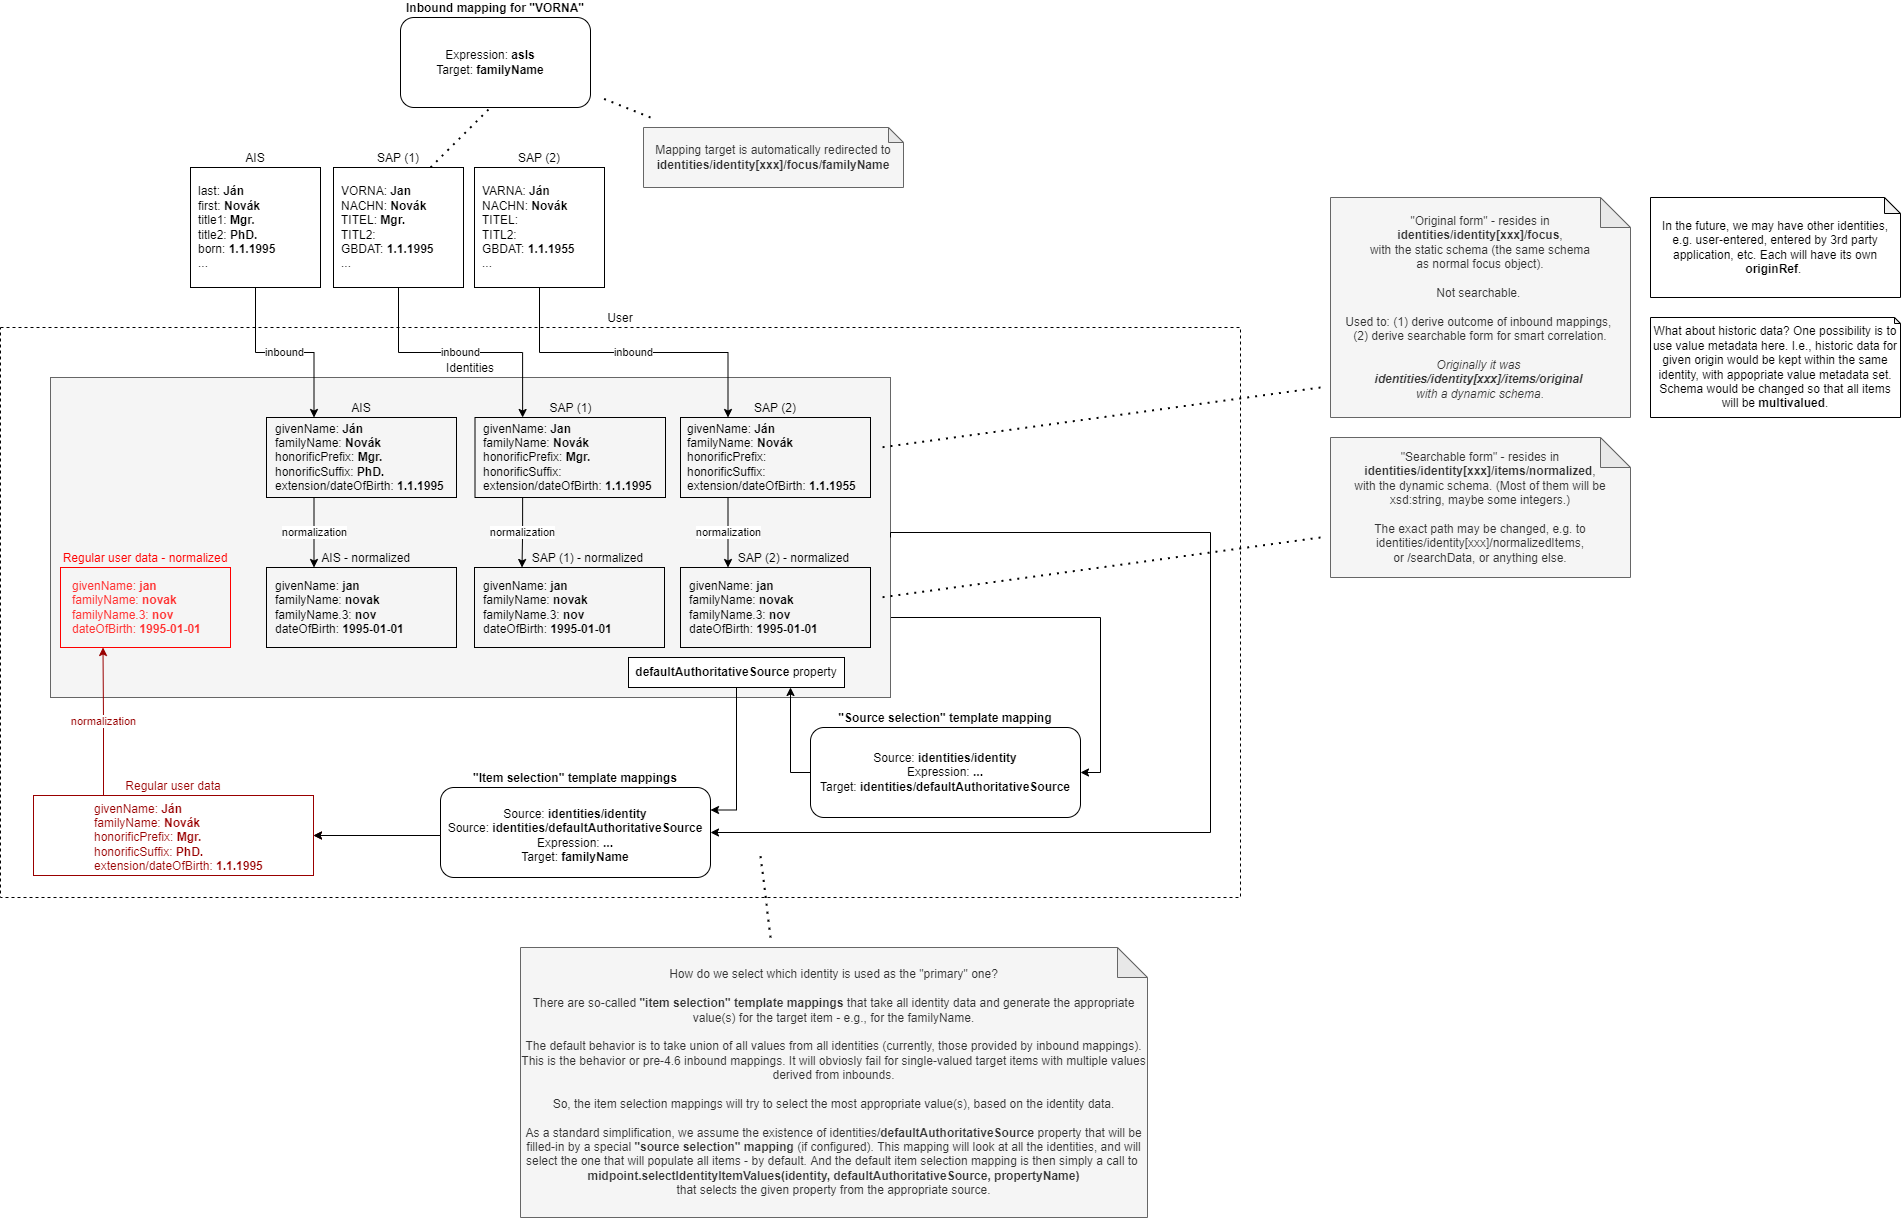 Inbound mapping for "VORNA"
Expression: asIs
Target: familyName
Mapping target is automatically redirected to
identities/identity[xxx]/focus/familyName
AIS
last: Ján
first: Novák
title1: Mgr.
title2: PhD.
born: 1.1.1995
...
SAP (1)
VORNA: Jan
NACHN: Novák
TITEL: Mgr.
TITL2:
GBDAT: 1.1.1995
...
SAP (2)
VARNA: Ján
NACHN: Novák
TITEL:
TITL2:
GBDAT: 1.1.1955
...
"Original form" - resides in
identities/identity[xxx]/focus,
with the static schema (the same schema
as normal focus object).
Not searchable.
Used to: (1) derive outcome of inbound mappings,
(2) derive searchable form for smart correlation.
Originally it was
identities/identity[xxx]/items/original
with a dynamic schema.
In the future, we may have other identities,
e.g. user-entered, entered by 3rd party
application, etc. Each will have its own
originRef.
What about historic data? One possibility is to
use value metadata here. I.e., historic data for
given origin would be kept within the same
identity, with appopriate value metadata set.
Schema would be changed so that all items
will be multivalued.
"Searchable form" - resides in
identities/identity[xxx]/items/normalized,
with the dynamic schema. (Most of them will be
xsd:string, maybe some integers.)
The exact path may be changed, e.g. to
identities/identity[xxx]/normalizedItems,
or /searchData, or anything else.
User
inbound
inbound
inbound
Identities
AIS
givenName: Ján
familyName: Novák
honorificPrefix: Mgr.
honorificSuffix: PhD.
extension/dateOfBirth: 1.1.1995
SAP (1)
givenName: Jan
familyName: Novák
honorificPrefix: Mgr.
honorificSuffix:
extension/dateOfBirth: 1.1.1995
SAP (2)
givenName: Ján
familyName: Novák
honorificPrefix:
honorificSuffix:
extension/dateOfBirth: 1.1.1955
normalization
normalization
normalization
Regular user data - normalized
givenName: jan
familyName: novak
familyName.3: nov
dateOfBirth: 1995-01-01
AIS - normalized
givenName: jan
familyName: novak
familyName.3: nov
dateOfBirth: 1995-01-01
SAP (1) - normalized
givenName: jan
familyName: novak
familyName.3: nov
dateOfBirth: 1995-01-01
SAP (2) - normalized
givenName: jan
familyName: novak
familyName.3: nov
dateOfBirth: 1995-01-01
defaultAuthoritativeSource property
normalization
"Source selection" template mapping
Source: identities/identity
Expression: ...
Target: identities/defaultAuthoritativeSource
"Item selection" template mappings
Source: identities/identity
Source: identities/defaultAuthoritativeSource
Expression: ...
Target: familyName
Regular user data
givenName: Ján
familyName: Novák
honorificPrefix: Mgr.
honorificSuffix: PhD.
extension/dateOfBirth: 1.1.1995
How do we select which identity is used as the "primary" one?
There are so-called "item selection" template mappings that take all identity data and generate the appropriate
value(s) for the target item - e.g., for the familyName.
The default behavior is to take union of all values from all identities (currently, those provided by inbound mappings).
This is the behavior or pre-4.6 inbound mappings. It will obviosly fail for single-valued target items with multiple values
derived from inbounds.
So, the item selection mappings will try to select the most appropriate value(s), based on the identity data.
As a standard simplification, we assume the existence of identities/defaultAuthoritativeSource property that will be
filled-in by a special "source selection" mapping (if configured). This mapping will look at all the identities, and will
select the one that will populate all items - by default. And the default item selection mapping is then simply a call to
midpoint.selectIdentityItemValues(identity, defaultAuthoritativeSource, propertyName)
that selects the given property from the appropriate source.